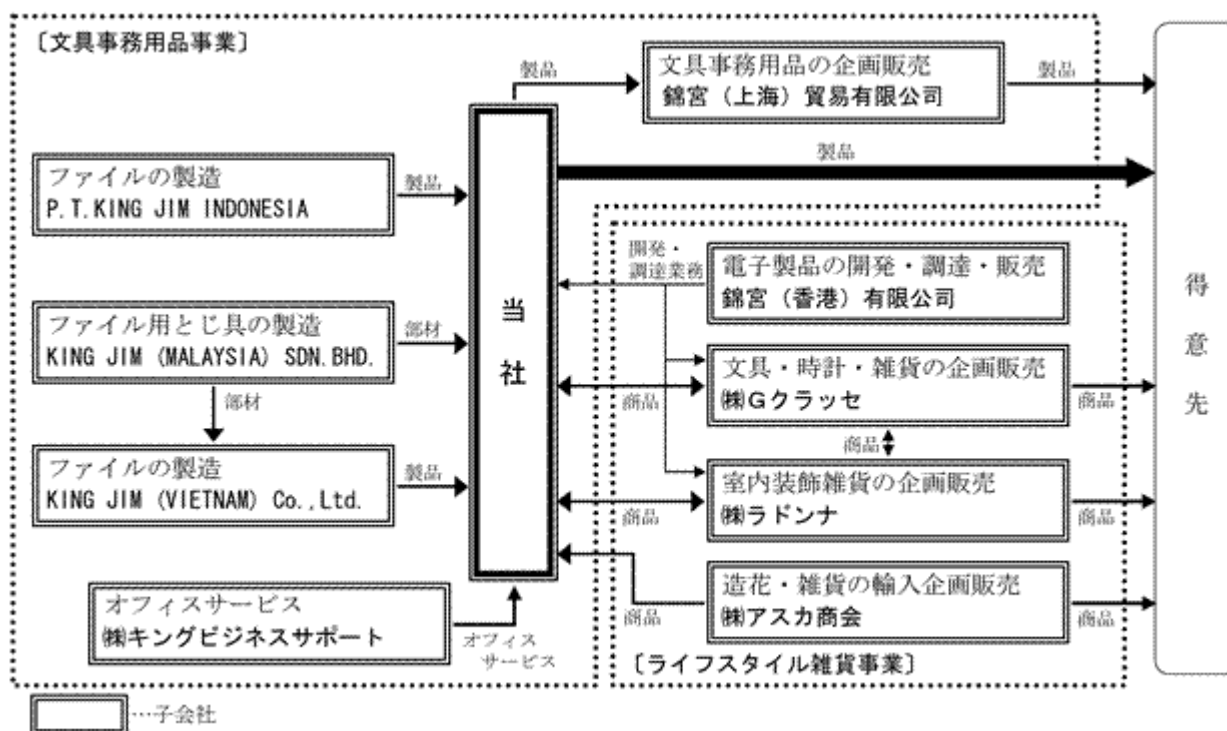 〔文具事務用品事業〕
文具事務用品の企画販売
錦宮（上海）貿易有限公司
製品
製品
製品
ファイルの製造
P.T.KING JIM INDONESIA
製品
ファイル用とじ具の製造
KING JIM (MALAYSIA) SDN.BHD.
部材
部材
ファイルの製造
KING JIM (VIETNAM) Co.,Ltd.
製品
オフィスサービス
㈱キングビジネスサポート
オフィス
サービス
当社
開発・
調達業務
電子製品の開発・調達・販売
錦宮（香港）有限公司
文具・時計・雑貨の企画販売
㈱Gクラッセ
商品
商品
商品
室内装飾雑貨の企画販売
㈱ラドンナ
商品
商品
造花・雑貨の輸入企画販売
㈱アスカ商会
商品
商品
〔ライフスタイル雑貨事業〕
得意先
…子会社